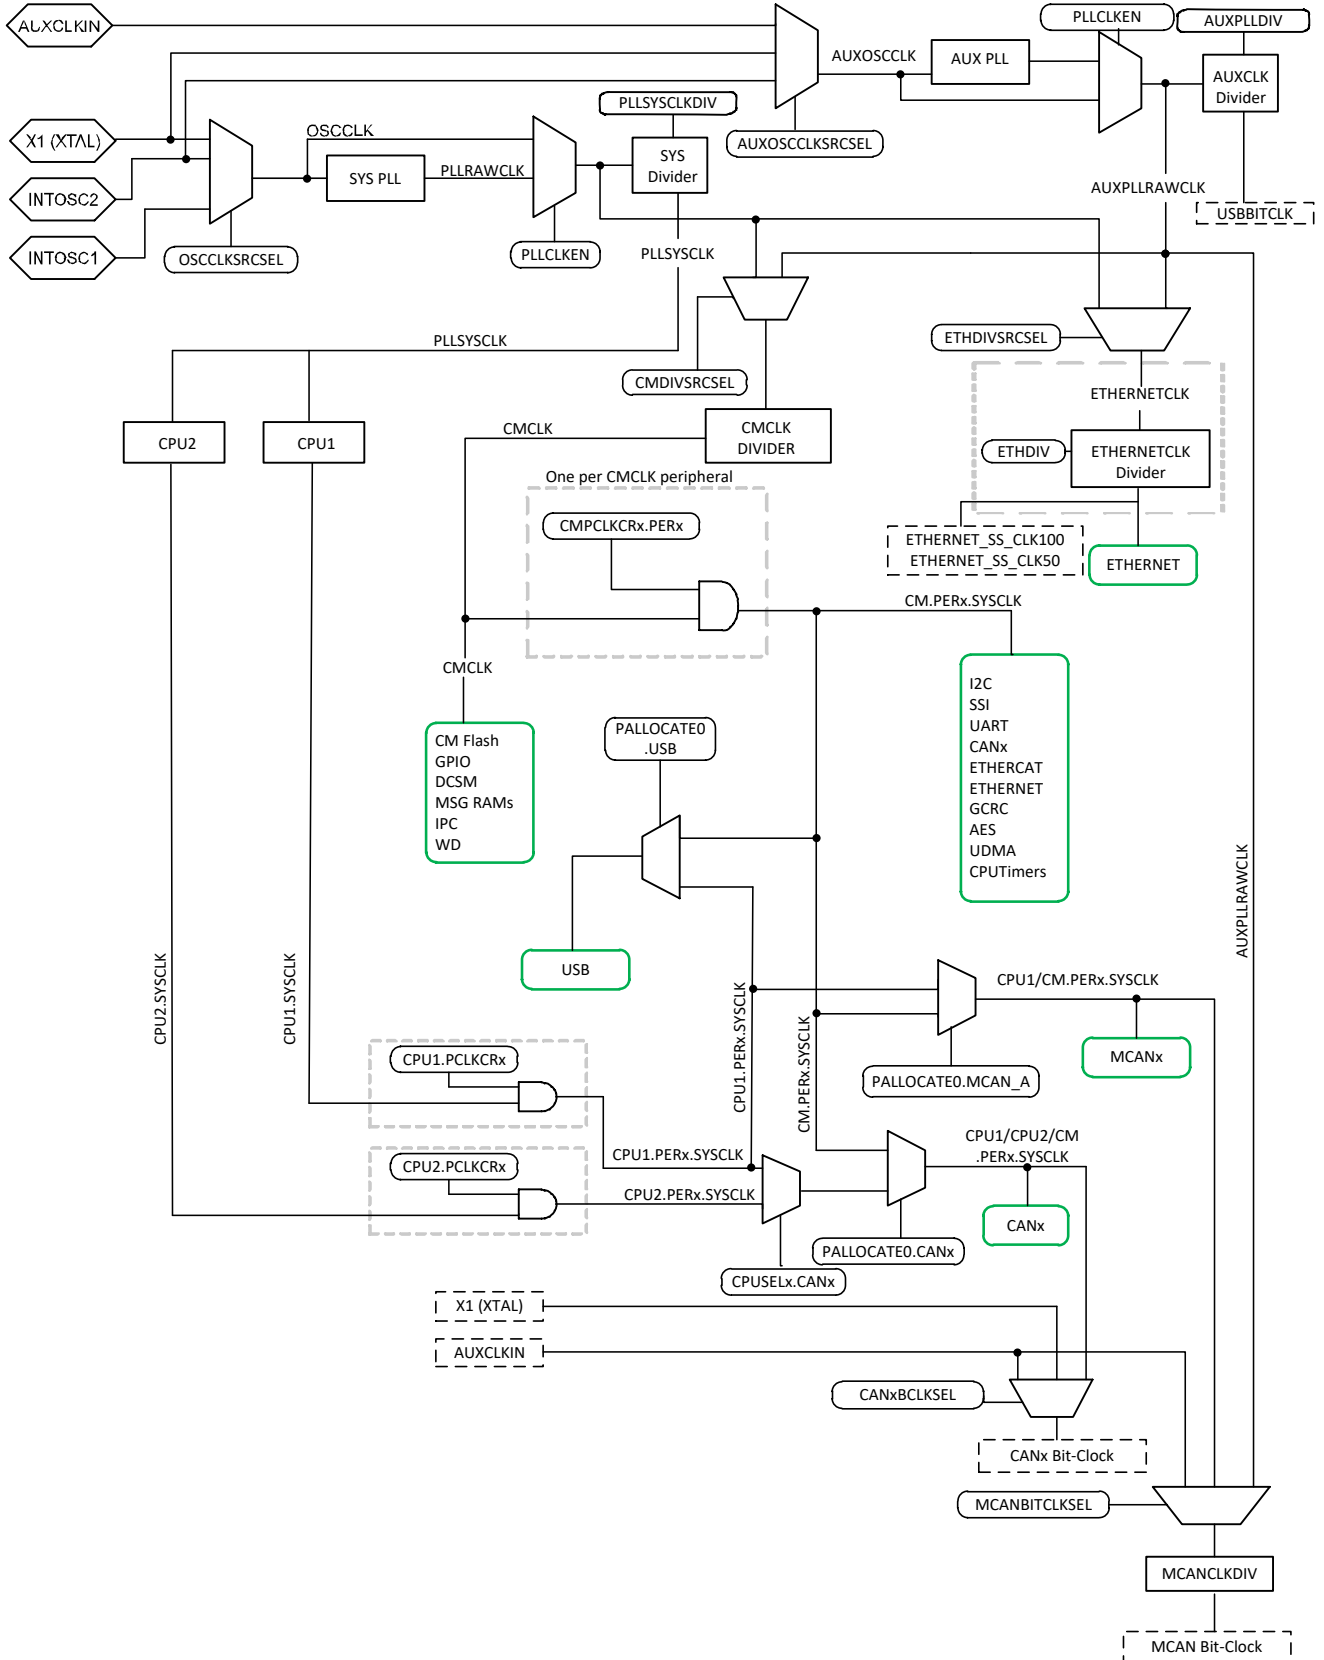 AUXCLKIN
PLLCLKEN
AUXPLLDIV
AUXOSCCLK
AUX PLL
AUXCLK
Divider
PLLSYSCLKDIV
X1 (XTAL)
OSCCLK
AUXOSCCLKSRCSEL
SYS PLL
PLLRAWCLK
SYS
Divider
INTOSC2
AUXPLLRAWCLK
USBBITCLK
INTOSC1
OSCCLKSRCSEL
PLLCLKEN
PLLSYSCLK
PLLSYSCLK
ETHDIVSRCSEL
CMDIVSRCSEL
ETHERNETCLK
CPU2
CPU1
CMCLK
CMCLK
DIVIDER
ETHDIV
ETHERNETCLK
Divider
One per CMCLK peripheral
CMPCLKCRx.PERx
ETHERNET_SS_CLK100
ETHERNET_SS_CLK50
ETHERNET
CM.PERx.SYSCLK
CMCLK
I2C
SSI
UART
CANx
ETHERCAT
ETHERNET
GCRC
AES
UDMA
CPUTimers
PALLOCATE0
.USB
CM Flash
GPIO
DCSM
MSG RAMs
IPC
WD
AUXPLLRAWCLK
USB
CPU2.SYSCLK
CPU1.SYSCLK
CPU1.PERx.SYSCLK
CM.PERx.SYSCLK
CPU1/CM.PERx.SYSCLK
MCANx
PALLOCATE0.MCAN_A
CPU1.PCLKCRx
CPU1/CPU2/CM
.PERx.SYSCLK
CPU1.PERx.SYSCLK
CPU2.PCLKCRx
CPU2.PERx.SYSCLK
CANx
PALLOCATE0.CANx
CPUSELx.CANx
X1 (XTAL)
AUXCLKIN
CANxBCLKSEL
CANx Bit-Clock
MCANBITCLKSEL
MCANCLKDIV
MCAN Bit-Clock